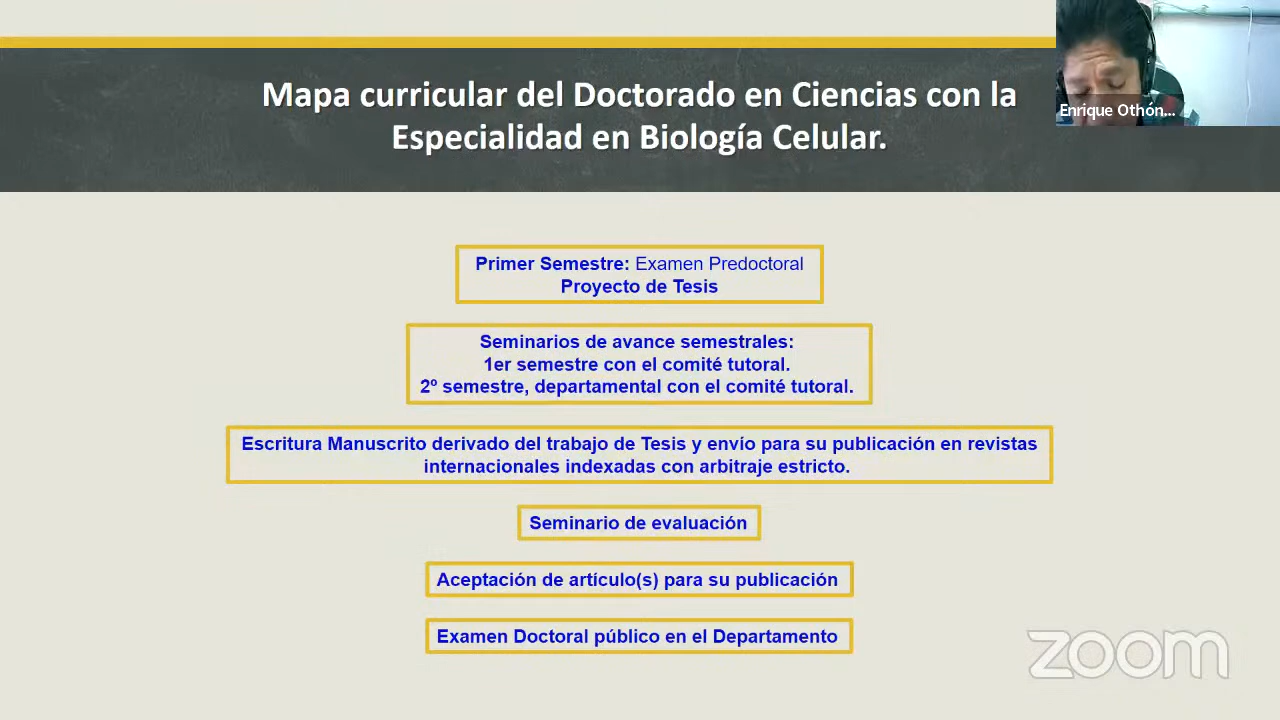 Mapa curricular del Doctorado en Ciencias con la
Especialidad en Biología Celular.
Enrique Othón...
Primer Semestre: Examen Predoctoral
Proyecto de Tesis
Seminarios de avance semestrales:
1er semestre con el comité tutoral.
2º semestre, departamental con el comité tutoral.
Escritura Manuscrito derivado del trabajo de Tesis y envío para su publicación en revistas
internacionales indexadas con arbitraje estricto.
Seminario de evaluación
Aceptación de artículo(s) para su publicación
Examen Doctoral público en el Departamento
zoom